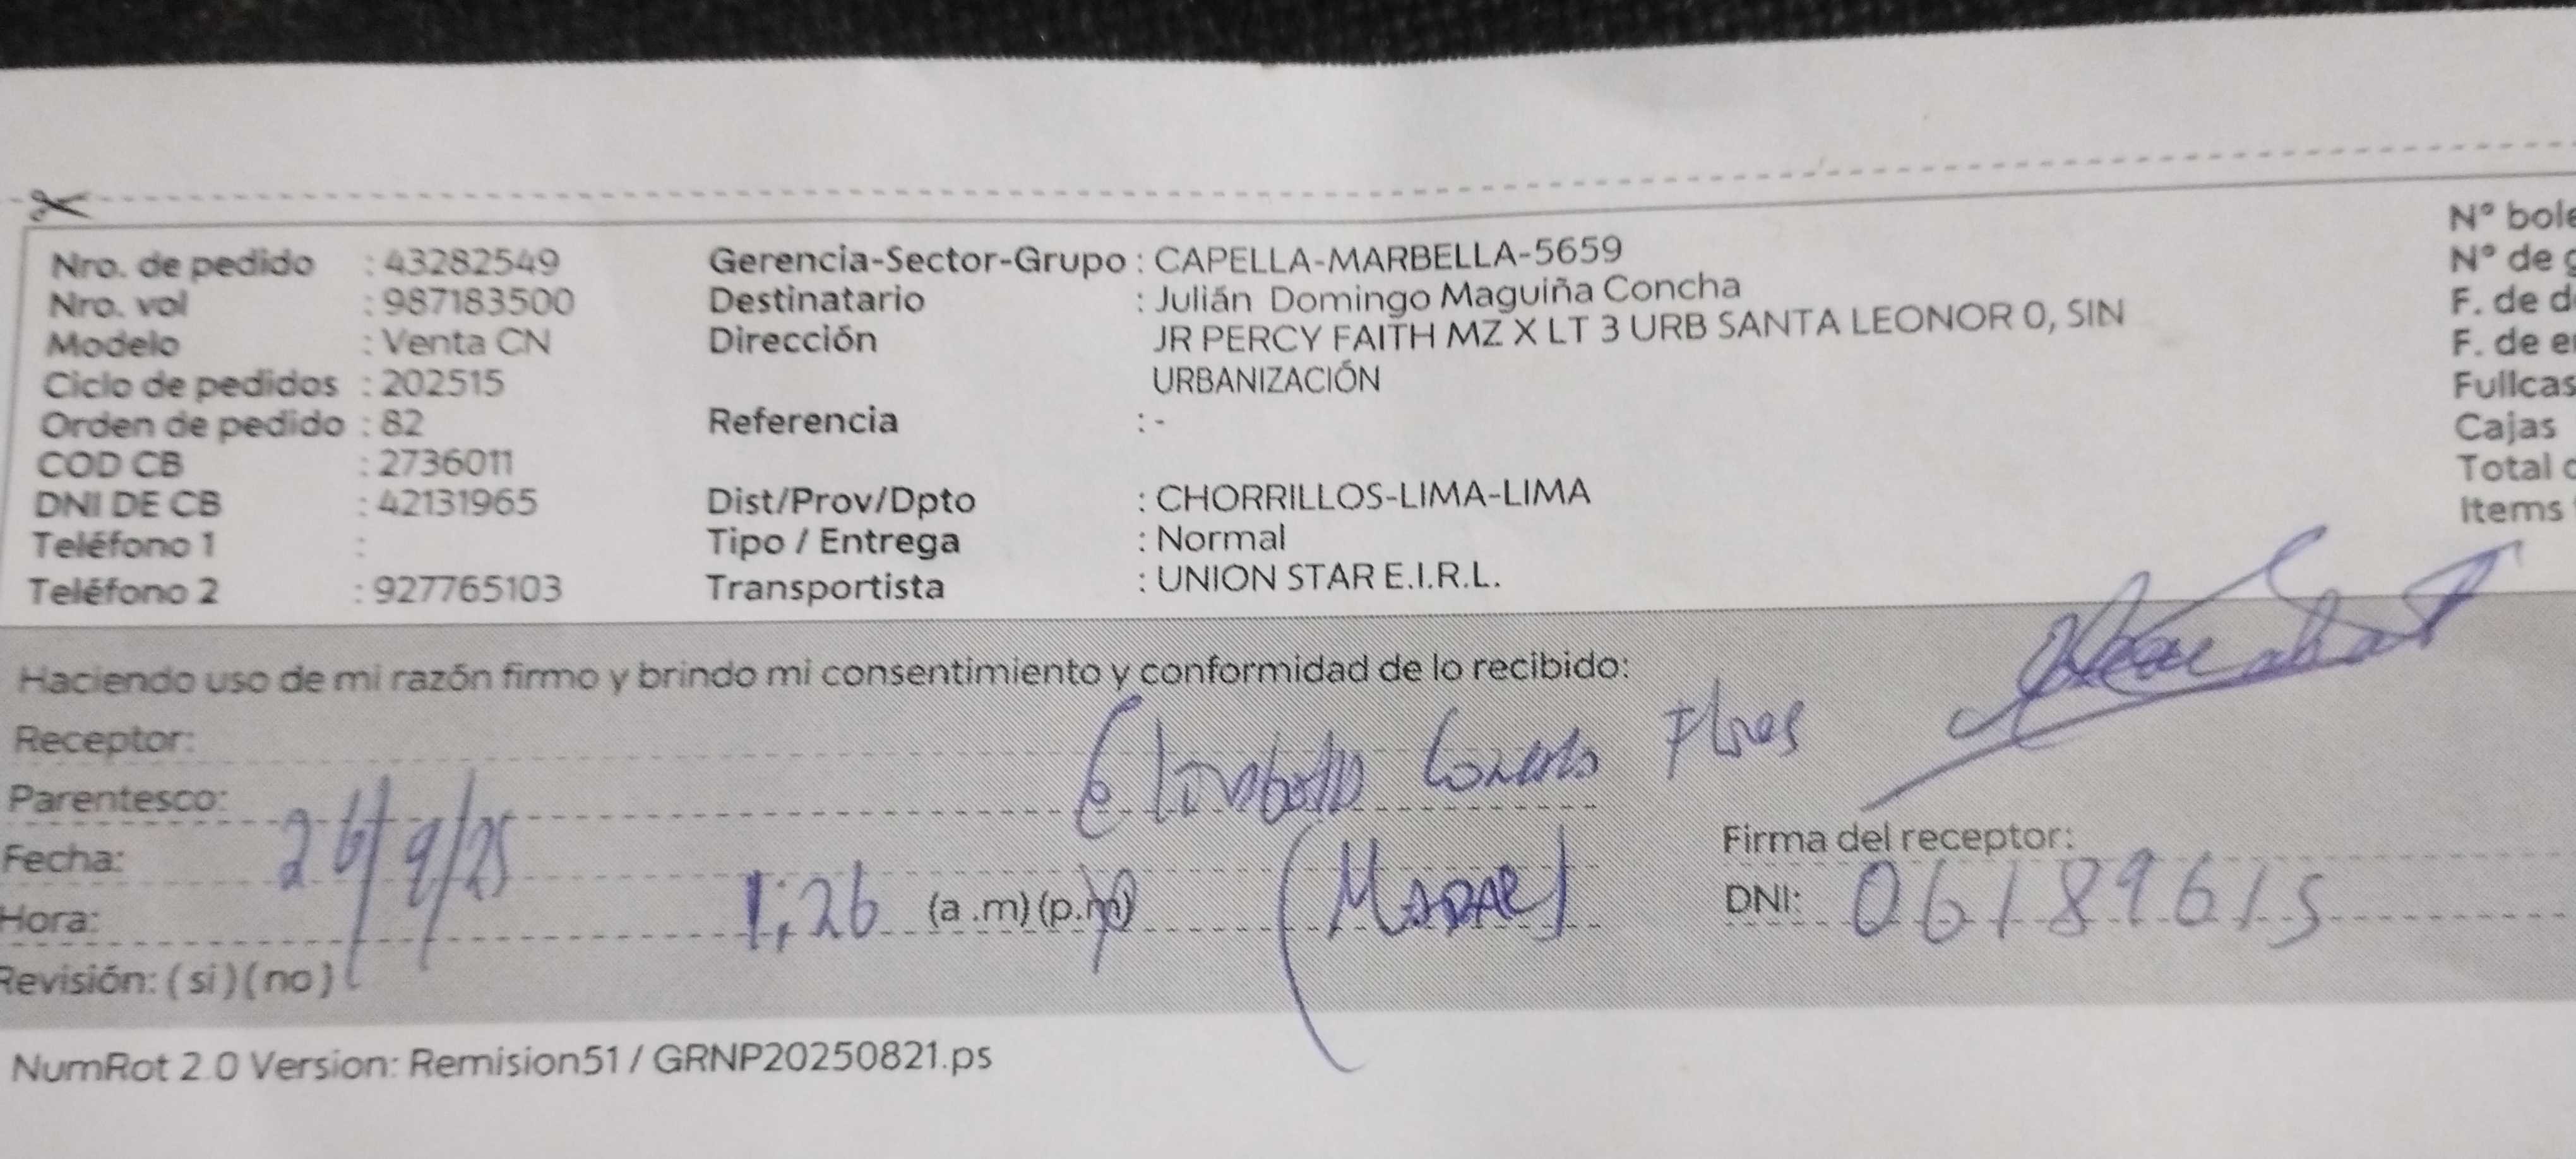 Nro. de pedido : 43282549 Gerencia-Sector-Grupo : CAPELLA-MARBELLA-5659 N° bole
Nro. vol : 987183500 Destinatario : Julián Domingo Maguiña Concha N° de g
Modelo : Venta CN Dirección JR PERCY FAITH MZ X LT 3 URB SANTA LEONOR 0, SIN F. de d
Ciclo de pedidos : 202515 URBANIZACIÓN F. de e
Orden de pedido : 82 Referencia : - Fullcas
COD CB : 2736011 Cajas
DNI DE CB : 42131965 Dist/Prov/Dpto : CHORRILLOS-LIMA-LIMA Total
Teléfono 1 : Tipo / Entrega : Normal Items
Teléfono 2 : 927765103 Transportista : UNION STAR E.I.R.L.
Haciendo uso de mi razón firmo y brindo mi consentimiento y conformidad de lo recibido:
Receptor: Flores
Parentesco:
Firma del receptor:
Fecha: 26/9/25 (MADRE)
Hora: 1:26 (a .m) (p.m) DNI: 06189615
Revisión: ( si ) ( no )
NumRot 2.0 Version: Remision51 / GRNP20250821.ps